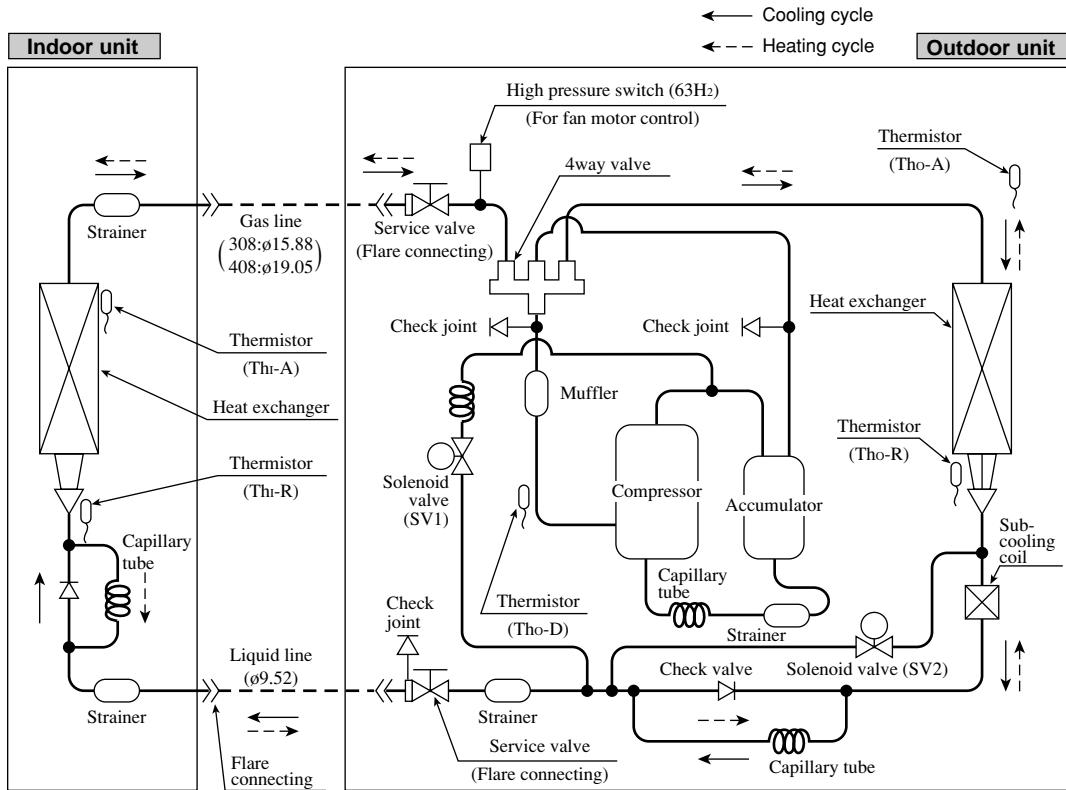 Cooling cycle
Heating cycle
Indoor unit
Outdoor unit
High pressure switch (63H2)
(For fan motor control)
4way valve
Thermistor
(Tho-A)
Strainer
Gas line
(308:ø15.88
408:ø19.05)
Service valve
(Flare connecting)
Check joint
Check joint
Heat exchanger
Thermistor
(ThI-A)
Heat exchanger
Muffler
Thermistor
(ThI-R)
Solenoid
valve
(SV1)
Compressor
Accumulator
Thermistor
(Tho-R)
Capillary
tube
Sub-
cooling
coil
Capillary
tube
Strainer
Thermistor
(Tho-D)
Check
joint
Liquid line
(ø9.52)
Strainer
Strainer
Check valve
Solenoid valve (SV2)
Service valve
(Flare connecting)
Capillary tube
Flare
connecting